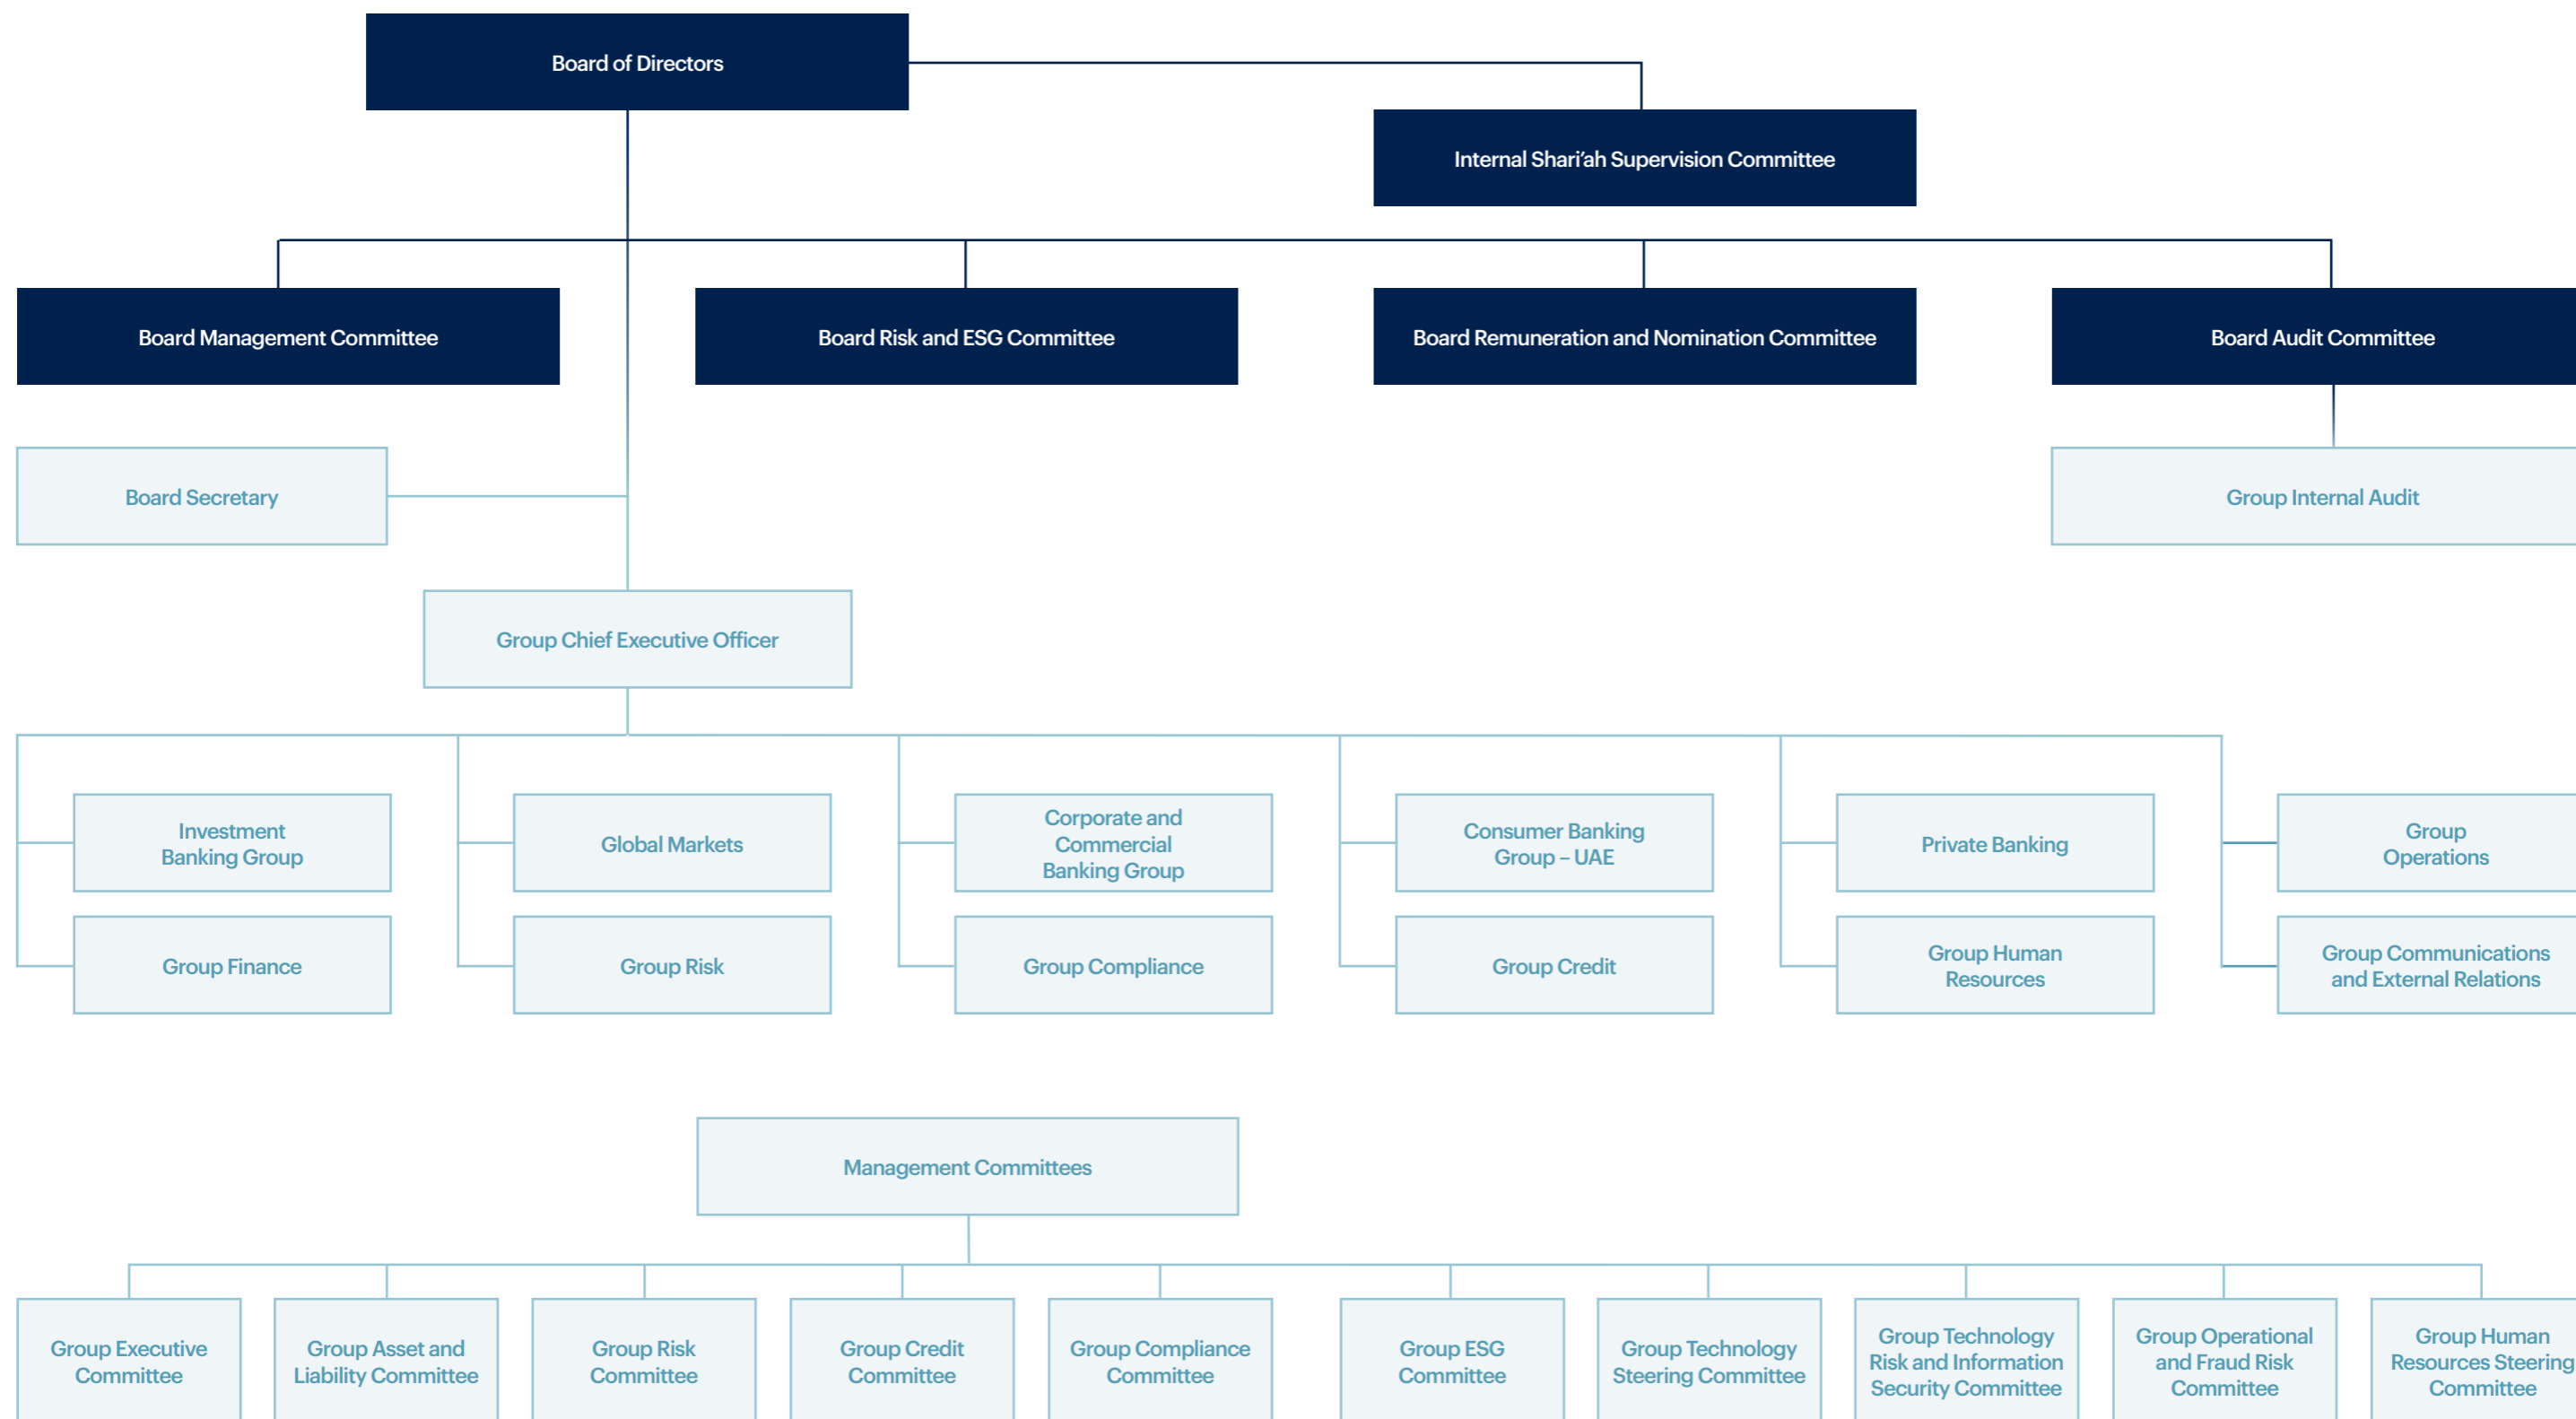 Board of Directors
Internal Shari’ah Supervision Committee
Board Management Committee
Board Risk and ESG Committee
Board Remuneration and Nomination Committee
Board Audit Committee
Board Secretary
Group Internal Audit
Group Chief Executive Officer
Investment
Banking Group
Global Markets
Corporate and
Commercial
Banking Group
Consumer Banking
Group – UAE
Private Banking
Group
Operations
Group Finance
Group Risk
Group Compliance
Group Credit
Group Human
Resources
Group Communications
and External Relations
Management Committees
Group Executive
Committee
Group Asset and
Liability Committee
Group Risk
Committee
Group Credit
Committee
Group Compliance
Committee
Group ESG
Committee
Group Technology
Steering Committee
Group Technology
Risk and Information
Security Committee
Group Operational
and Fraud Risk
Committee
Group Human
Resources Steering
Committee